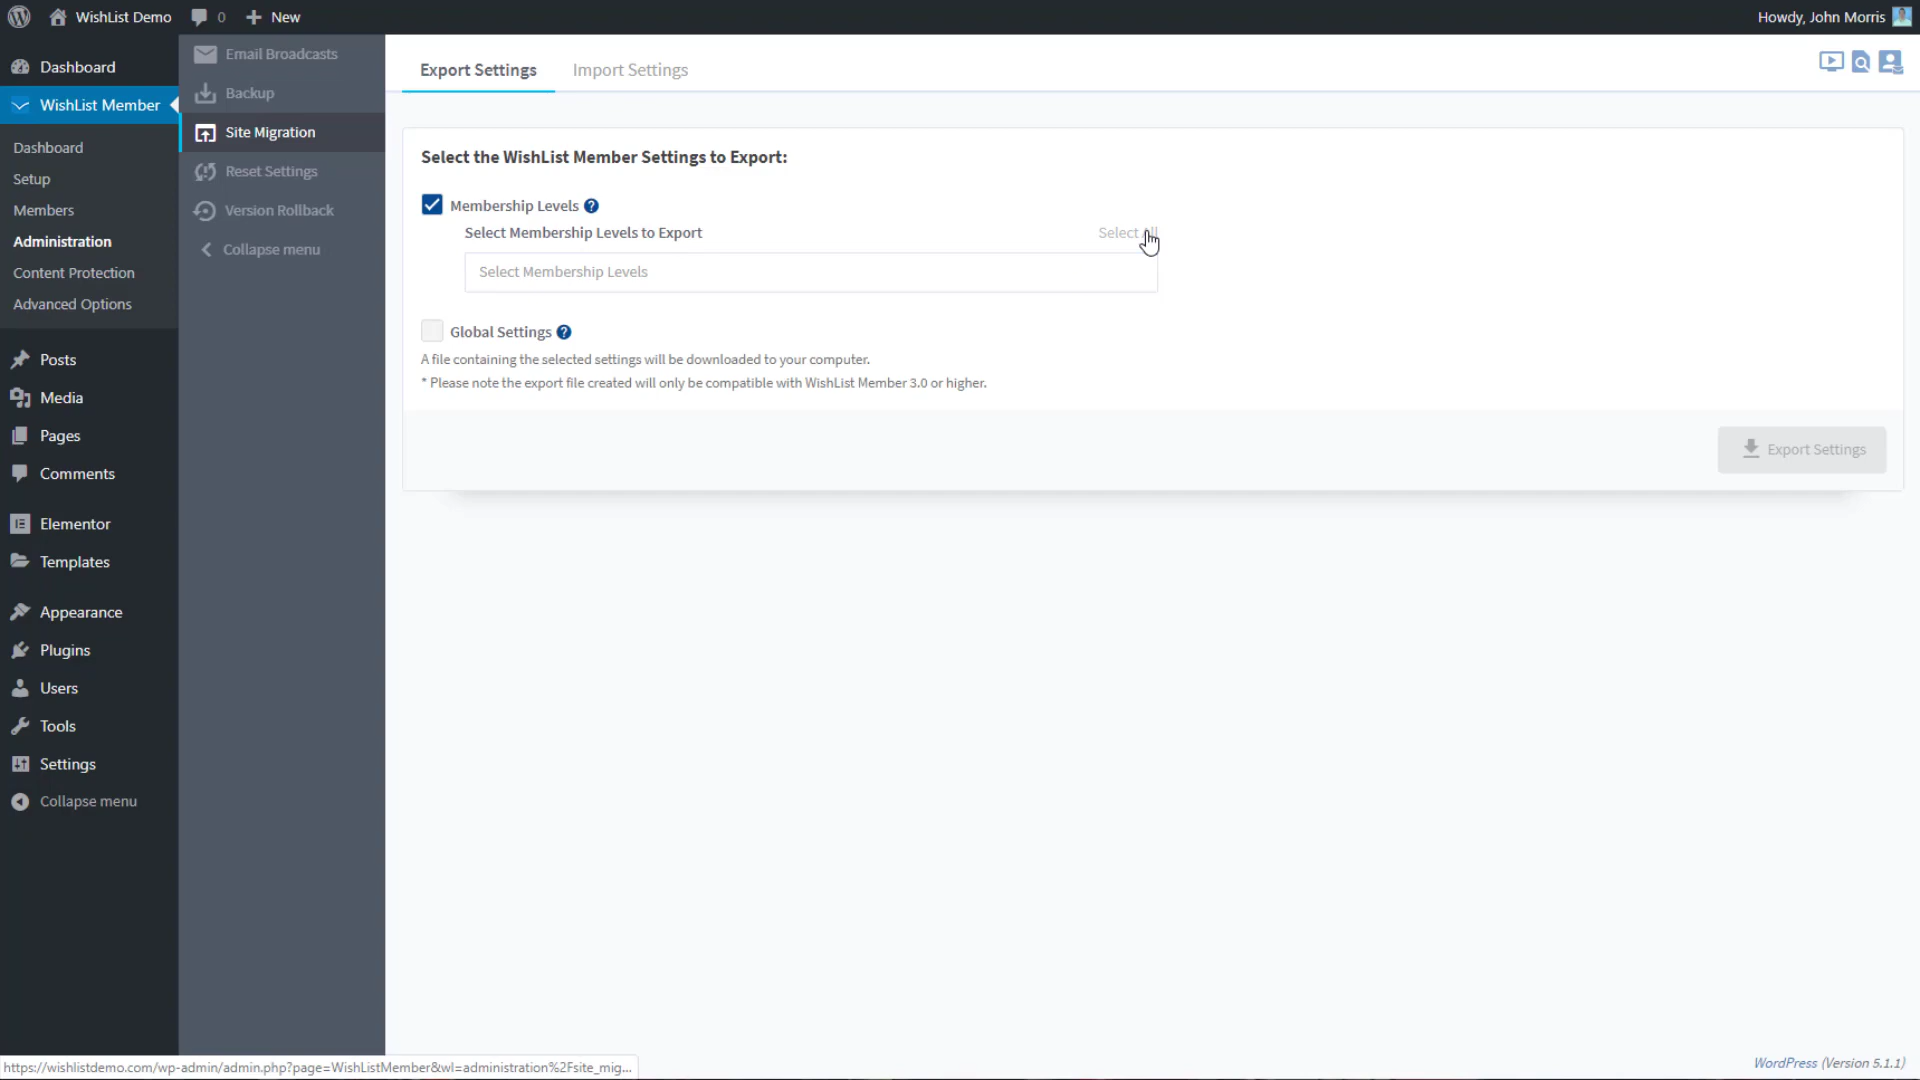 WishList Demo 0 New Howdy, John Morris
Dashboard
WishList Member
Dashboard
Setup
Members
Administration
Content Protection
Advanced Options
Posts
Media
Pages
Comments
Elementor
Templates
Appearance
Plugins
Users
Tools
Settings
Collapse menu
Email Broadcasts
Backup
Site Migration
Reset Settings
Version Rollback
Collapse menu
Export Settings Import Settings
Select the WishList Member Settings to Export:
Membership Levels ?
Select Membership Levels to Export Select All
Select Membership Levels
Global Settings ?
A file containing the selected settings will be downloaded to your computer.
* Please note the export file created will only be compatible with WishList Member 3.0 or higher.
Export Settings
https://wishlistdemo.com/wp-admin/admin.php?page=WishListMember&wl=administration%2Fsite_mig... WordPress (Version 5.1.1)